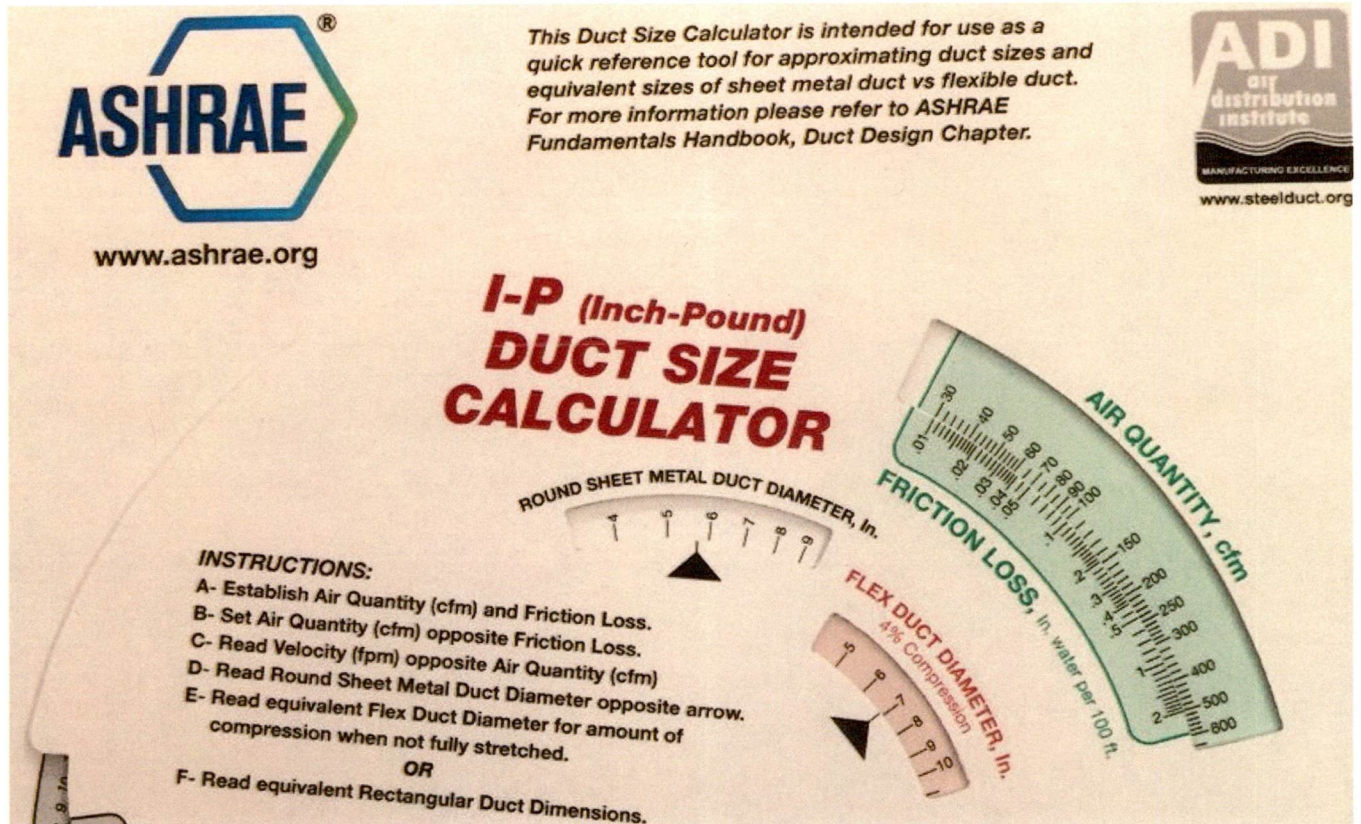 ASHRAE®
www.ashrae.org
This Duct Size Calculator is intended for use as a
quick reference tool for approximating duct sizes and
equivalent sizes of sheet metal duct vs flexible duct.
For more information please refer to ASHRAE
Fundamentals Handbook, Duct Design Chapter.
ADI
air
distribution
institute
MANUFACTURING EXCELLENCE
www.steelduct.org
I-P (Inch-Pound)
DUCT SIZE
CALCULATOR
AIR QUANTITY, cfm
30 40 50 60 70 80 90 100 150 200 250 300 400 500 600
.01 .02 .03 .04 .05 .1 .2 .3 .4 .5 1 2
FRICTION LOSS, In. water per 100 ft.
ROUND SHEET METAL DUCT DIAMETER, In.
4 5 6 7 8 9
FLEX DUCT DIAMETER, In.
4% Compression
5 6 7 8 9 10
INSTRUCTIONS:
A- Establish Air Quantity (cfm) and Friction Loss.
B- Set Air Quantity (cfm) opposite Friction Loss.
C- Read Velocity (fpm) opposite Air Quantity (cfm)
D- Read Round Sheet Metal Duct Diameter opposite arrow.
E- Read equivalent Flex Duct Diameter for amount of
compression when not fully stretched.
OR
F- Read equivalent Rectangular Duct Dimensions.
9 10